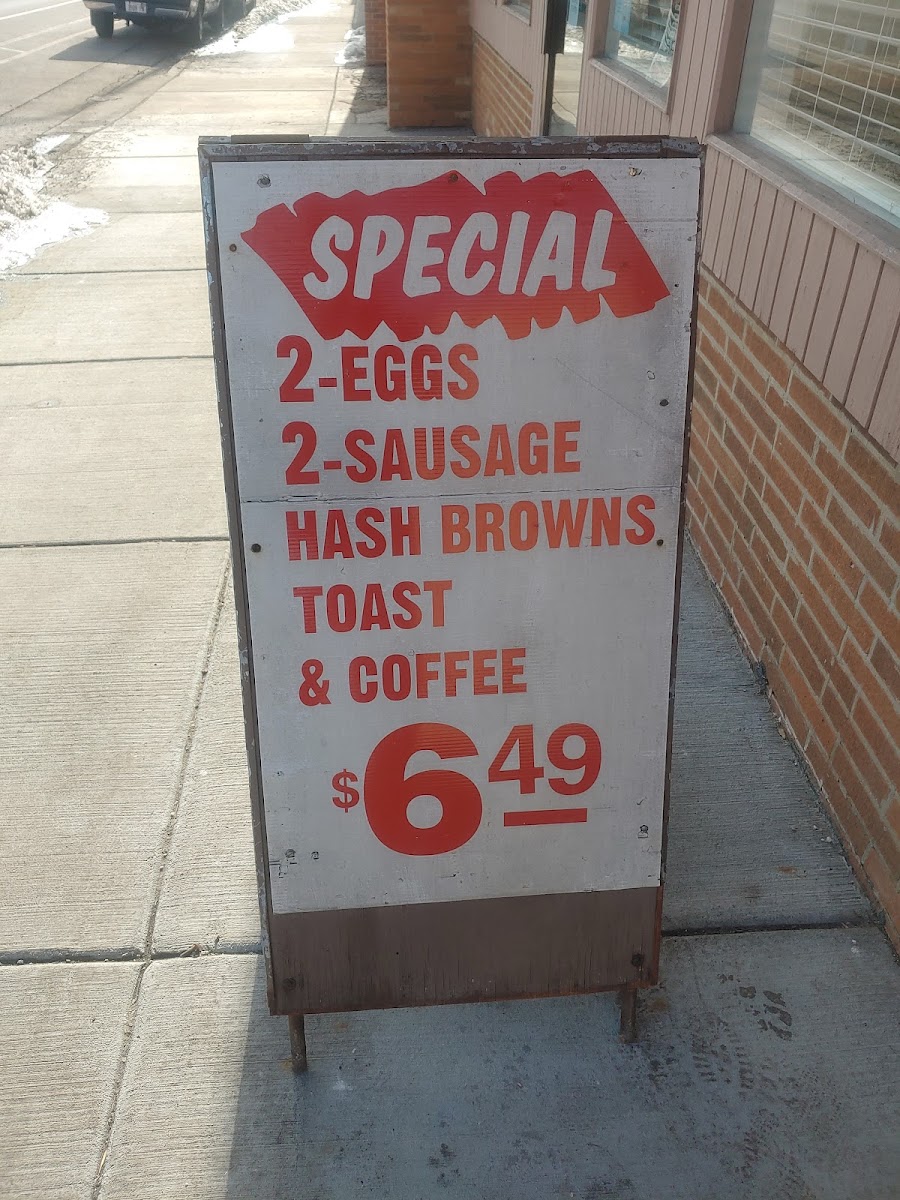 SPECIAL
2-EGGS
2-SAUSAGE
HASH BROWNS
TOAST
& COFFEE
$6 49